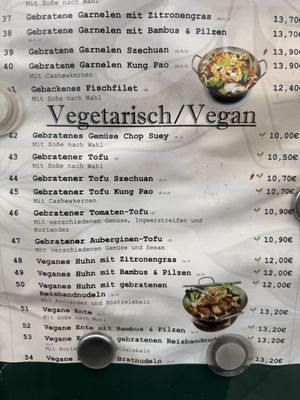 37 Gebratene Garnelen mit Zitronengras 13,70
38 Gebratene Garnelen mit Bambus & Pilzen 13,70€
Mit Soße nach Wahl
39 Gebratene Garnelen Szechuan 13,90€
40 Gebratene Garnelen Kung Pao 13,90
Mit Cashewkernen
41 Gebackenes Fischfilet 12,40
Mit Soße nach Wahl
Vegetarisch/Vegan
42 Gebratenes Gemüse Chop Suey 10,00€
Mit Soße nach Wahl
43 Gebratener Tofu 10,50€
Mit Soße nach Wahl
44 Gebratener Tofu Szechuan 10,70€
45 Gebratener Tofu Kung Pao 10,90€
Mit Cashewkernen
46 Gebratener Tomaten-Tofu 10,90€
Mit verschiedenem Gemüse, Ingwerstreifen und
Koriander
47 Gebratener Auberginen-Tofu 10,90€
Mit verschiedenem Gemüse und Sesam
48 Veganes Huhn mit Zitronengras 12,00€
49 Veganes Huhn mit Bambus & Pilzen 12,00€
50 Veganes Huhn mit gebratenen 12,00€
Reisbandnudeln
Mit Koriander und Röstzwiebeln
51 Vegane Ente 13,20€
Mit Soße nach Wahl
52 Vegane Ente mit Bambus & Pilzen 13,20€
53 Vegane gebratenen Reisbandnudeln 13,20€
Mit Röstzwiebeln
54 Vegane Bratnudeln 13,20€